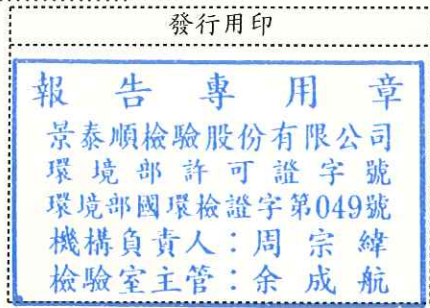 發行用印
報告專用章
景泰順檢驗股份有限公司
環境部許可證字號
環境部國環檢證字第049號
機構負責人：周宗緯
檢驗室主管：余成航